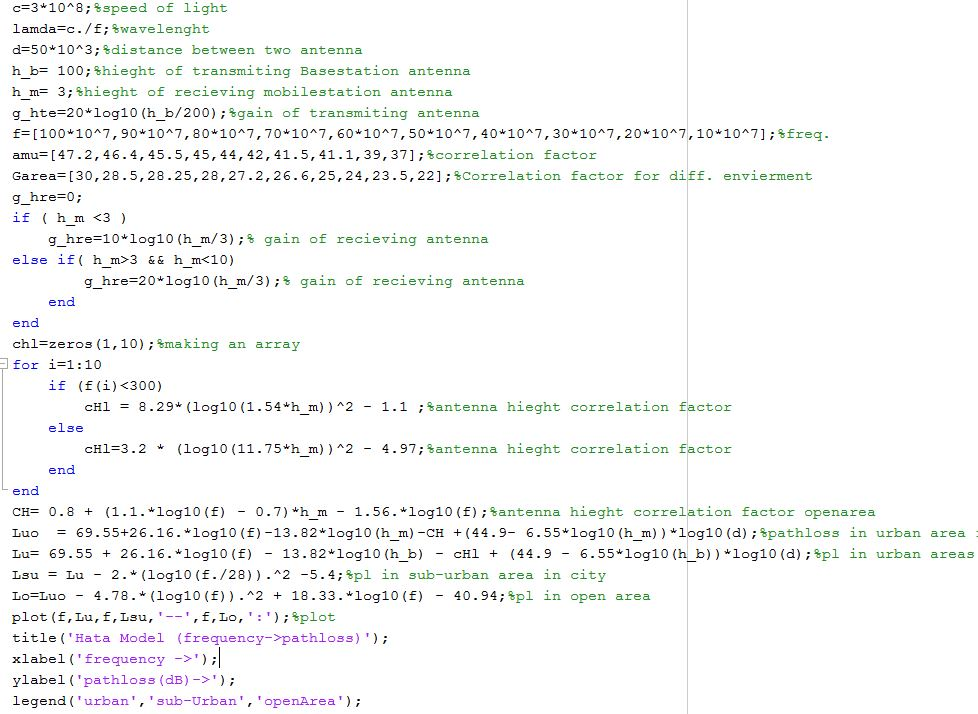 c=3*10^8;%speed of light
lamda=c./f;%wavelenght
d=50*10^3;%distance between two antenna
h_b= 100;%hieght of transmiting Basestation antenna
h_m= 3;%hieght of recieving mobilestation antenna
g_hte=20*log10(h_b/200);%gain of transmiting antenna
f=[100*10^7,90*10^7,80*10^7,70*10^7,60*10^7,50*10^7,40*10^7,30*10^7,20*10^7,10*10^7];%freq.
amu=[47.2,46.4,45.5,45,44,42,41.5,41.1,39,37];%correlation factor
Garea=[30,28.5,28.25,28,27.2,26.6,25,24,23.5,22];%Correlation factor for diff. envierment
g_hre=0;
if ( h_m <3 )
    g_hre=10*log10(h_m/3);% gain of recieving antenna
else if( h_m>3 && h_m<10)
        g_hre=20*log10(h_m/3);% gain of recieving antenna
    end
end
chl=zeros(1,10);%making an array
for i=1:10
    if (f(i)<300)
        cHl = 8.29*(log10(1.54*h_m))^2 - 1.1 ;%antenna hieght correlation factor
    else
        cHl=3.2 * (log10(11.75*h_m))^2 - 4.97;%antenna hieght correlation factor
    end
end
CH= 0.8 + (1.1.*log10(f) - 0.7)*h_m - 1.56.*log10(f);%antenna hieght correlation factor openarea
Luo  = 69.55+26.16.*log10(f)-13.82*log10(h_m)-CH +(44.9- 6.55*log10(h_m))*log10(d);%pathloss in urban area
Lu= 69.55 + 26.16.*log10(f) - 13.82*log10(h_b) - cHl + (44.9 - 6.55*log10(h_b))*log10(d);%pl in urban areas
Lsu = Lu - 2.*(log10(f./28)).^2 -5.4;%pl in sub-urban area in city
Lo=Luo - 4.78.*(log10(f)).^2 + 18.33.*log10(f) - 40.94;%pl in open area
plot(f,Lu,f,Lsu,'--',f,Lo,':');%plot
title('Hata Model (frequency->pathloss)');
xlabel('frequency ->');
ylabel('pathloss(dB)->');
legend('urban','sub-Urban','openArea');